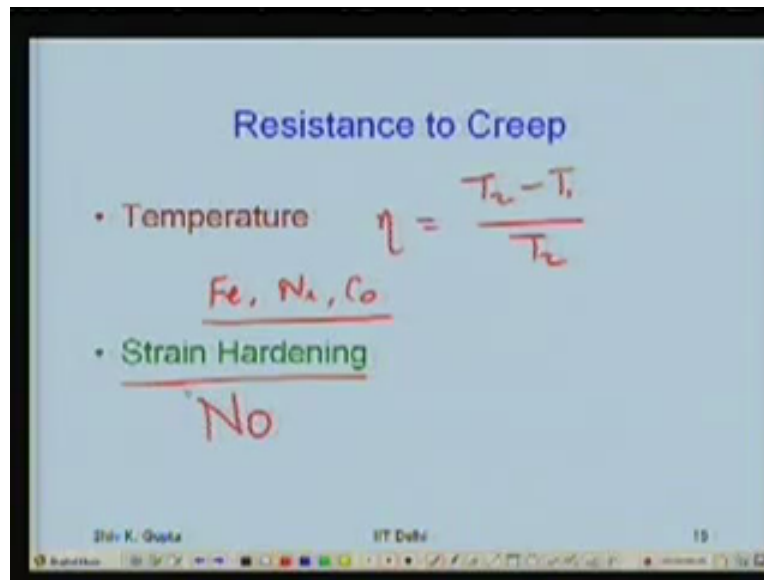 Resistance to Creep
• Temperature η = T₂ - T₁ / T₂
Fe, Ni, Co
• Strain Hardening
No
Shiv K. Gupta IIT Delhi 15